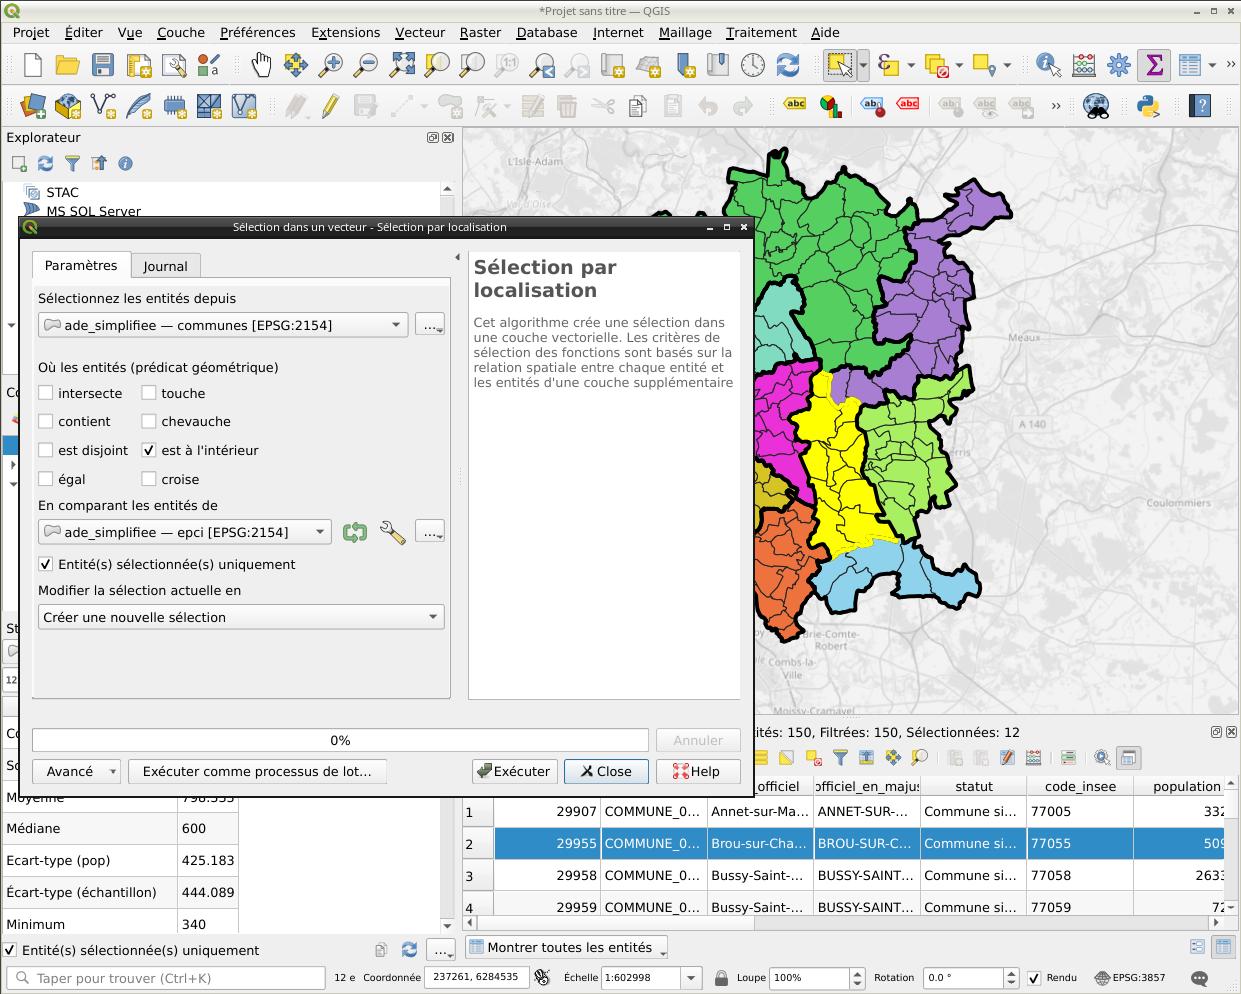 *Projet sans titre — QGIS
Projet Éditer Vue Couche Préférences Extensions Vecteur Raster Database Internet Maillage Traitement Aide
Explorateur
STAC
MS SQL Server
L'Isle-Adam
Meaux
A 140
Coulommiers
Brie-Comte-
Robert
Combs-la-
Ville
Moissy-Cramayel
Sélection dans un vecteur - Sélection par localisation
Paramètres Journal
Sélectionnez les entités depuis
ade_simplifiee — communes [EPSG:2154]
Où les entités (prédicat géométrique)
intersecte touche
contient chevauche
est disjoint est à l'intérieur
égal croise
En comparant les entités de
ade_simplifiee — epci [EPSG:2154]
Entité(s) sélectionnée(s) uniquement
Modifier la sélection actuelle en
Créer une nouvelle sélection
Sélection par
localisation
Cet algorithme crée une sélection dans
une couche vectorielle. Les critères de
sélection des fonctions sont basés sur la
relation spatiale entre chaque entité et
les entités d'une couche supplémentaire
0% Annuler
Avancé Exécuter comme processus de lot... Exécuter Close Help
Co
St
12
Co
So
ités: 150, Filtrées: 150, Sélectionnées: 12
_officiel officiel_en_majus statut code_insee population
1 29907 COMMUNE_0... Annet-sur-Ma... ANNET-SUR-... Commune si... 77005 332
2 29955 COMMUNE_0... Brou-sur-Cha... BROU-SUR-C... Commune si... 77055 509
3 29958 COMMUNE_0... Bussy-Saint-... BUSSY-SAINT... Commune si... 77058 2633
4 29959 COMMUNE_0... Bussy-Saint-... BUSSY-SAINT... Commune si... 77059 72
Moyenne 798.333
Médiane 600
Ecart-type (pop) 425.183
Écart-type (échantillon) 444.089
Minimum 340
Entité(s) sélectionnée(s) uniquement
Montrer toutes les entités
Taper pour trouver (Ctrl+K) 12 e Coordonnée 237261, 6284535 Échelle 1:602998 Loupe 100% Rotation 0.0 ° Rendu EPSG:3857